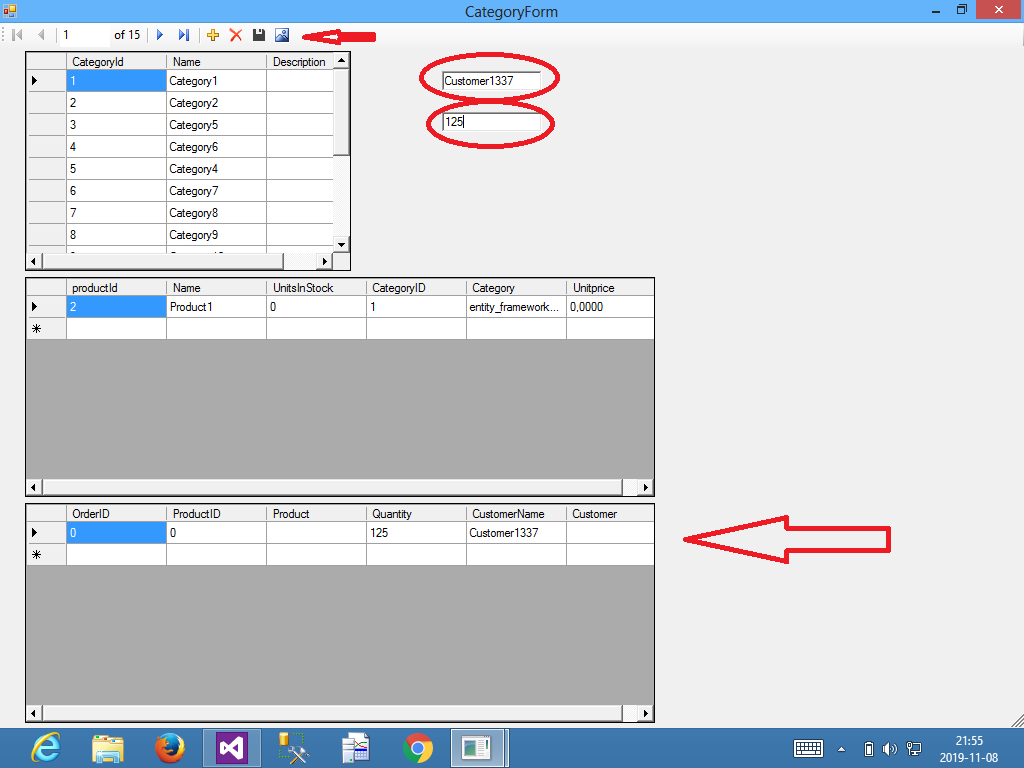 CategoryForm
1 of 15
CategoryId Name Description
1 Category1
2 Category2
3 Category5
4 Category6
5 Category4
6 Category7
7 Category8
8 Category9
Customer1337
125
productId Name UnitsInStock CategoryID Category Unitprice
2 Product1 0 1 entity_framework... 0,0000
OrderID ProductID Product Quantity CustomerName Customer
0 0 125 Customer1337
21:55
2019-11-08